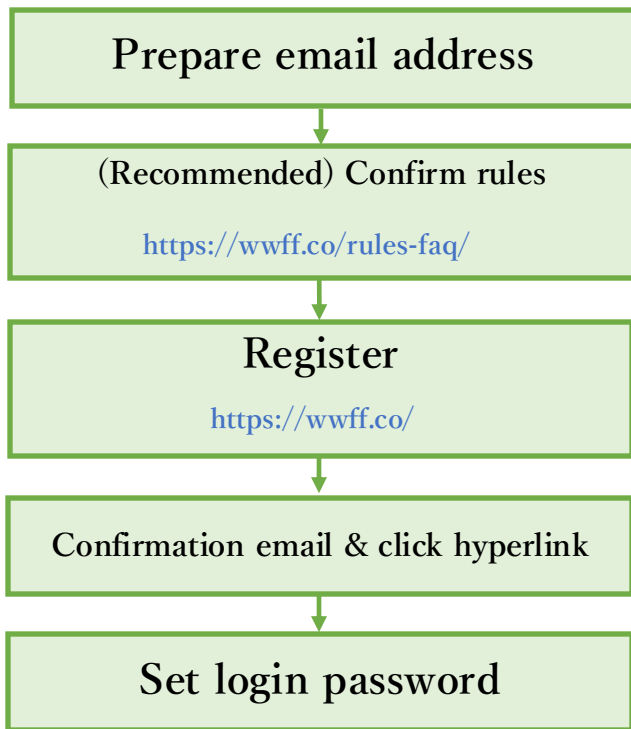 Prepare email address
(Recommended) Confirm rules
https://wwff.co/rules-faq/
Register
https://wwff.co/
Confirmation email & click hyperlink
Set login password